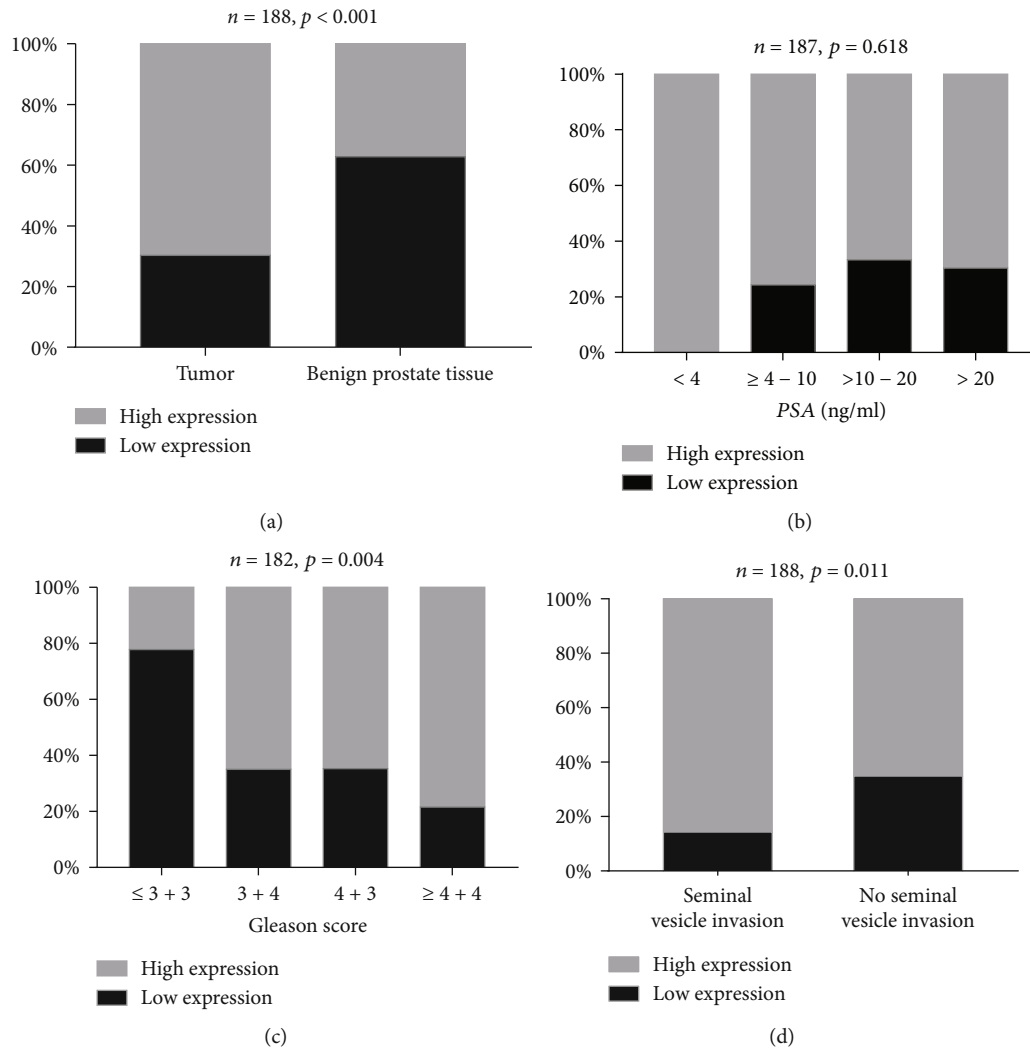 n = 188, p < 0.001
100%
80%
60%
40%
20%
0%
Tumor
Benign prostate tissue
High expression
Low expression
(a)
n = 187, p = 0.618
100%
80%
60%
40%
20%
0%
< 4
≥ 4 – 10
>10 – 20
> 20
PSA (ng/ml)
High expression
Low expression
(b)
n = 182, p = 0.004
100%
80%
60%
40%
20%
0%
≤ 3 + 3
3 + 4
4 + 3
≥ 4 + 4
Gleason score
High expression
Low expression
(c)
n = 188, p = 0.011
100%
80%
60%
40%
20%
0%
Seminal
vesicle invasion
No seminal
vesicle invasion
High expression
Low expression
(d)